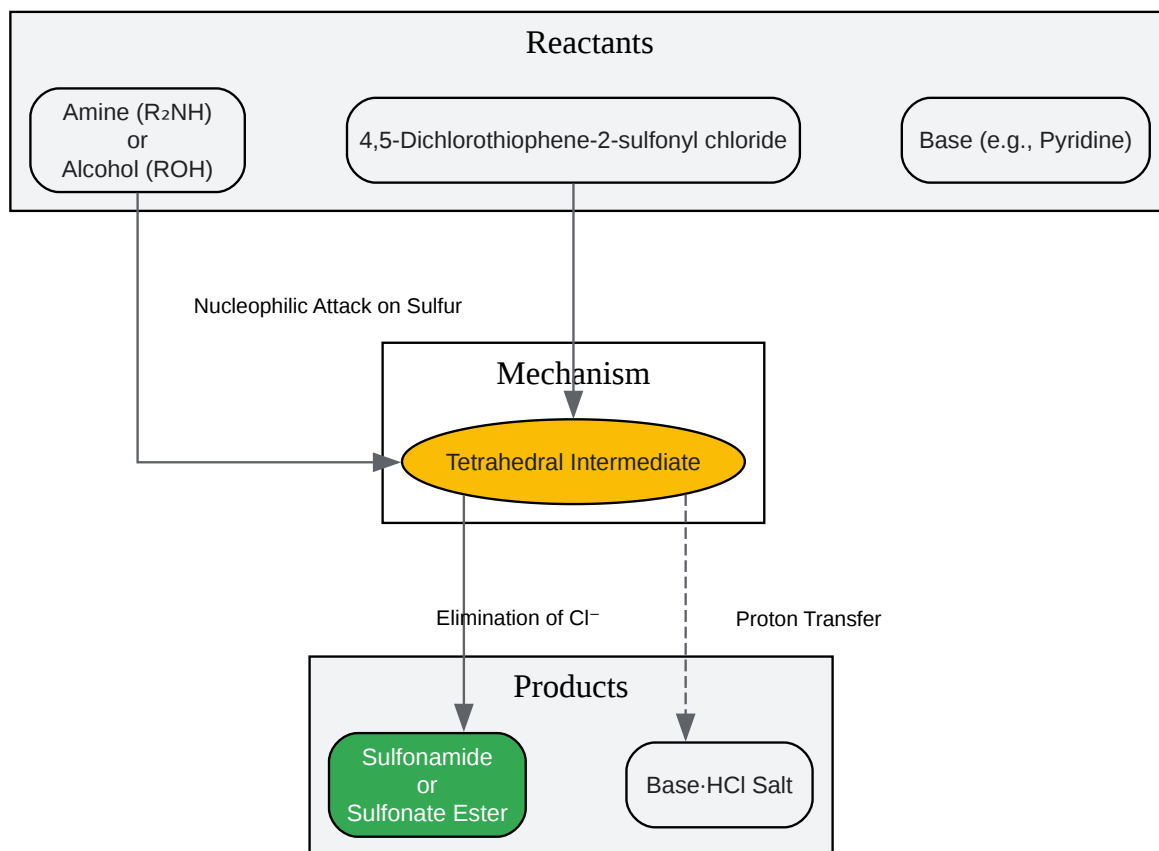 Reactants
Amine (R₂NH)
or
Alcohol (ROH)
4,5-Dichlorothiophene-2-sulfonyl chloride
Base (e.g., Pyridine)
Nucleophilic Attack on Sulfur
Mechanism
Tetrahedral Intermediate
Elimination of Cl⁻
Proton Transfer
Products
Sulfonamide
or
Sulfonate Ester
Base·HCl Salt